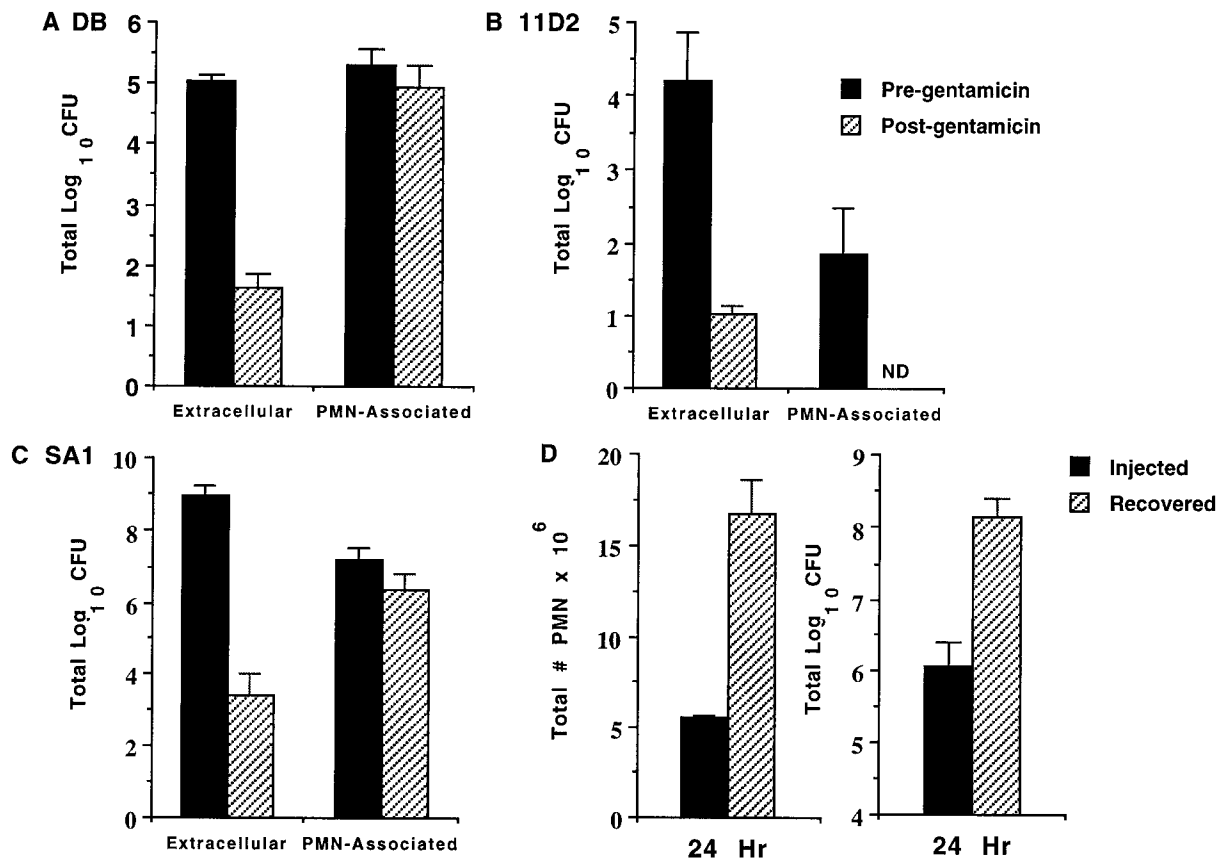 A DB
Total Log10 CFU
6
5
4
3
2
1
0
Extracellular
PMN-Associated
B 11D2
Total Log10 CFU
5
4
3
2
1
0
ND
Extracellular
PMN-Associated
Pre-gentamicin
Post-gentamicin
C SA1
Total Log10 CFU
10
8
6
4
2
0
Extracellular
PMN-Associated
D
Total # PMN x 10^6
20
15
10
5
0
24 Hr
Total Log10 CFU
9
8
7
6
5
4
24 Hr
Injected
Recovered